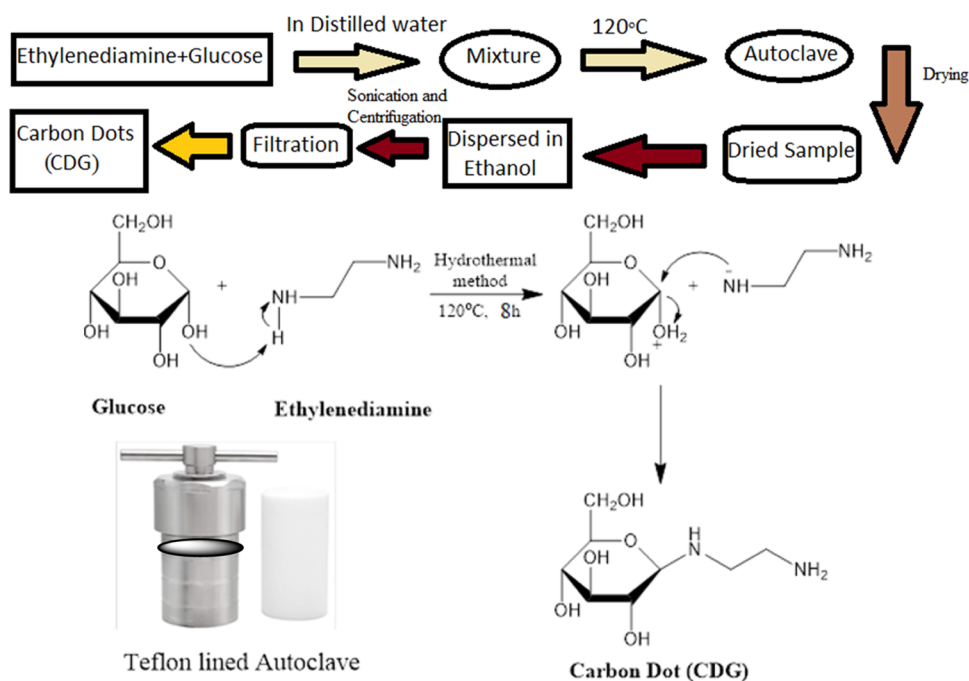 In Distilled water
120oC
Ethylenediamine+Glucose
Mixture
Autoclave
Drying
Sonication and
Centrifugation
Carbon Dots
(CDG)
Filtration
Dispersed in
Ethanol
Dried Sample
CH2OH
O
OH
OH
OH
OH
+
NH2
NH
H
Hydrothermal
method
120°C, 8h
CH2OH
O
OH
OH
OH
OH2
+
+
NH
-
NH2
Glucose
Ethylenediamine
CH2OH
O
OH
OH
OH
H
N
NH2
Teflon lined Autoclave
Carbon Dot (CDG)